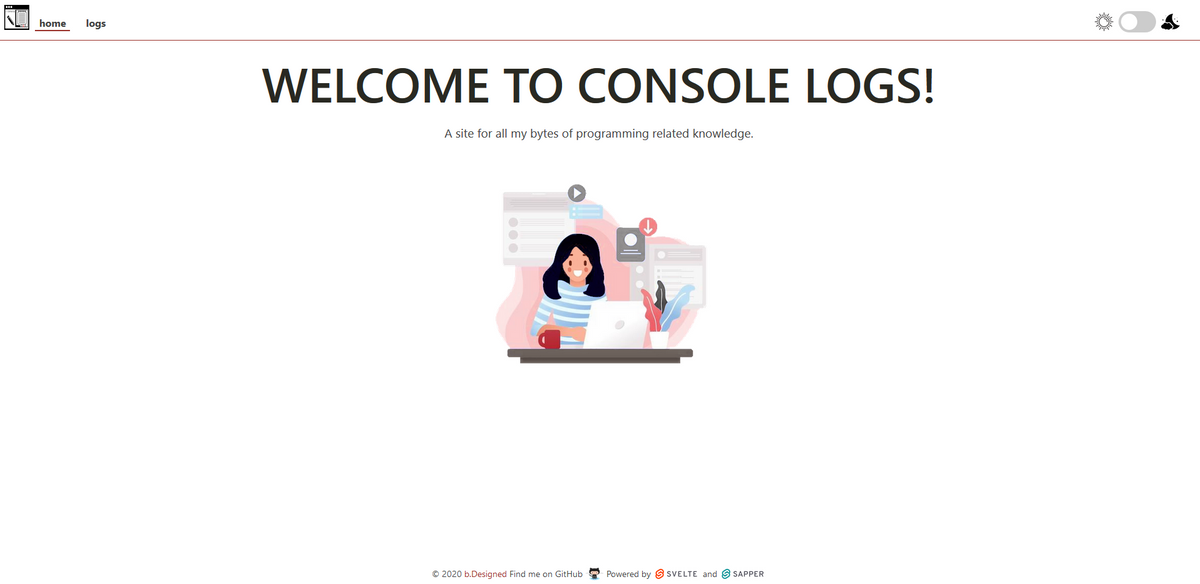 home logs
WELCOME TO CONSOLE LOGS!
A site for all my bytes of programming related knowledge.
© 2020 b.Designed Find me on GitHub Powered by SVELTE and SAPPER